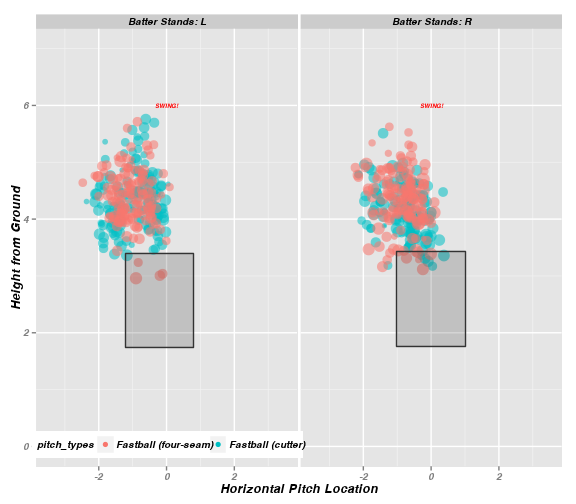 Batter Stands: L
Batter Stands: R
Height from Ground
6
4
2
0
SWING!
SWING!
pitch_types
Fastball (four-seam)
Fastball (cutter)
-2
0
2
-2
0
2
Horizontal Pitch Location